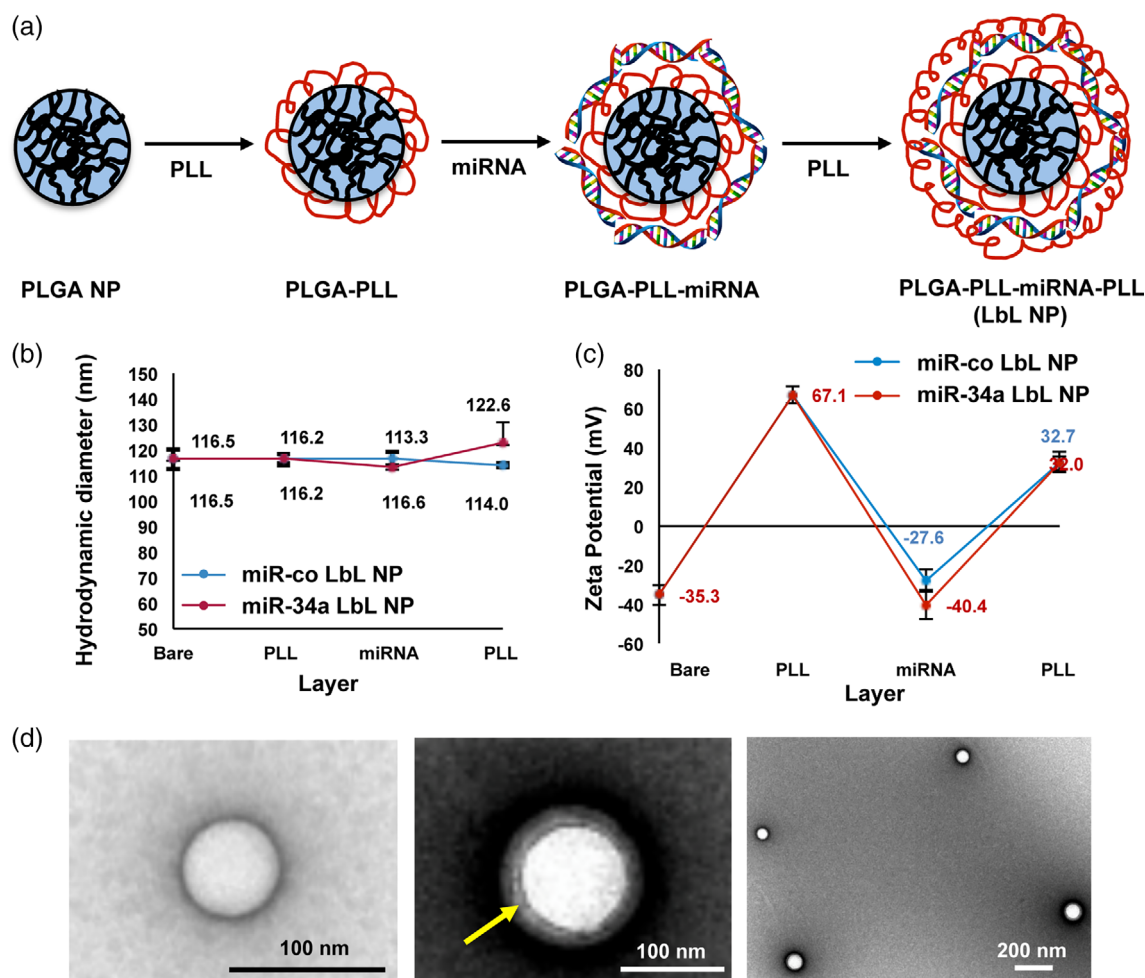 (a)
PLL
miRNA
PLL
PLGA NP
PLGA-PLL
PLGA-PLL-miRNA
PLGA-PLL-miRNA-PLL
(LbL NP)
(b)
Hydrodynamic diameter (nm)
150
140
130
120
110
100
90
80
70
60
50
116.5
116.2
113.3
122.6
116.5
116.2
116.6
114.0
miR-co LbL NP
miR-34a LbL NP
Bare
PLL
miRNA
PLL
Layer
(c)
miR-co LbL NP
miR-34a LbL NP
Zeta Potential (mV)
80
60
40
20
0
-20
-40
-60
67.1
32.7
32.0
-27.6
-35.3
-40.4
Bare
PLL
miRNA
PLL
Layer
(d)
100 nm
100 nm
200 nm